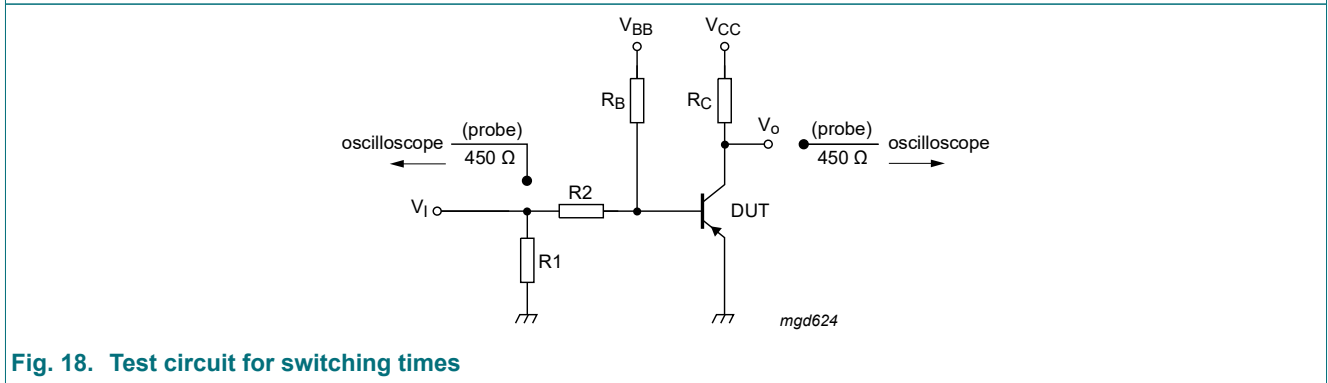 VBB
VCC
RB
RC
Vo
oscilloscope
(probe)
450 Ω
(probe)
450 Ω
oscilloscope
VI
R2
DUT
R1
mgd624
Fig. 18. Test circuit for switching times